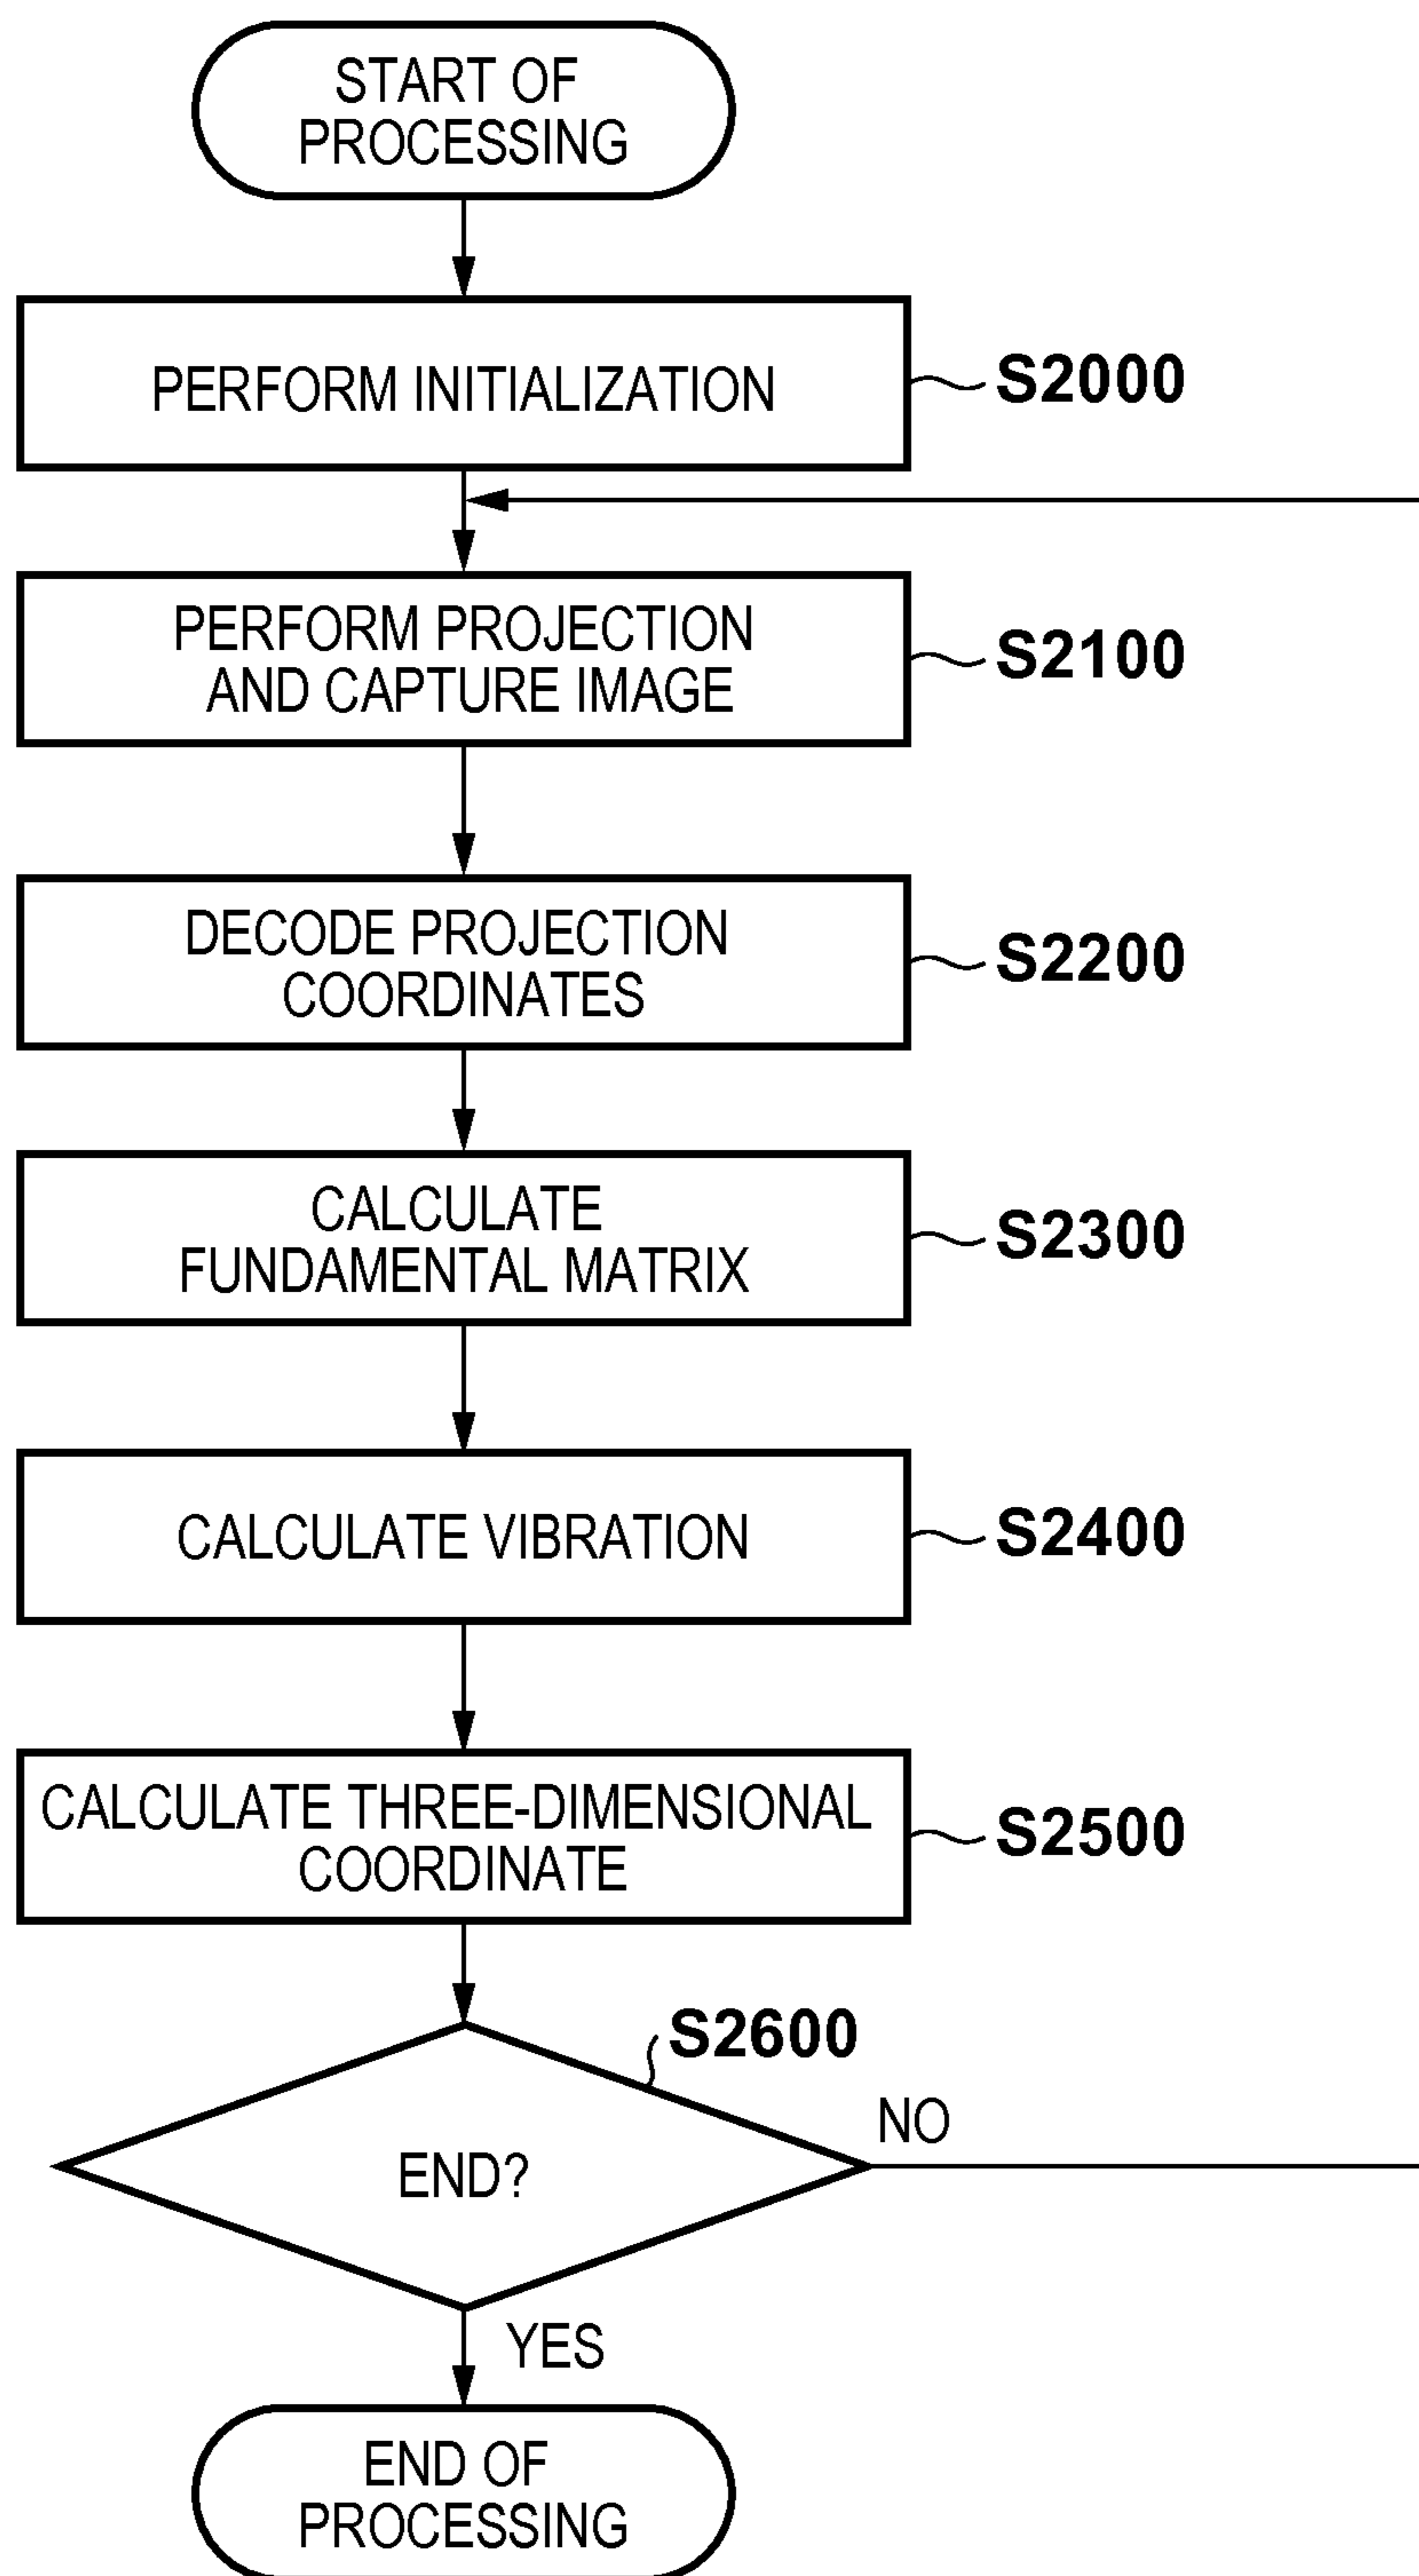 START OF
PROCESSING
PERFORM INITIALIZATION
S2000
PERFORM PROJECTION
AND CAPTURE IMAGE
S2100
DECODE PROJECTION
COORDINATES
S2200
CALCULATE
FUNDAMENTAL MATRIX
S2300
CALCULATE VIBRATION
S2400
CALCULATE THREE-DIMENSIONAL
COORDINATE
S2500
S2600
END?
NO
YES
END OF
PROCESSING